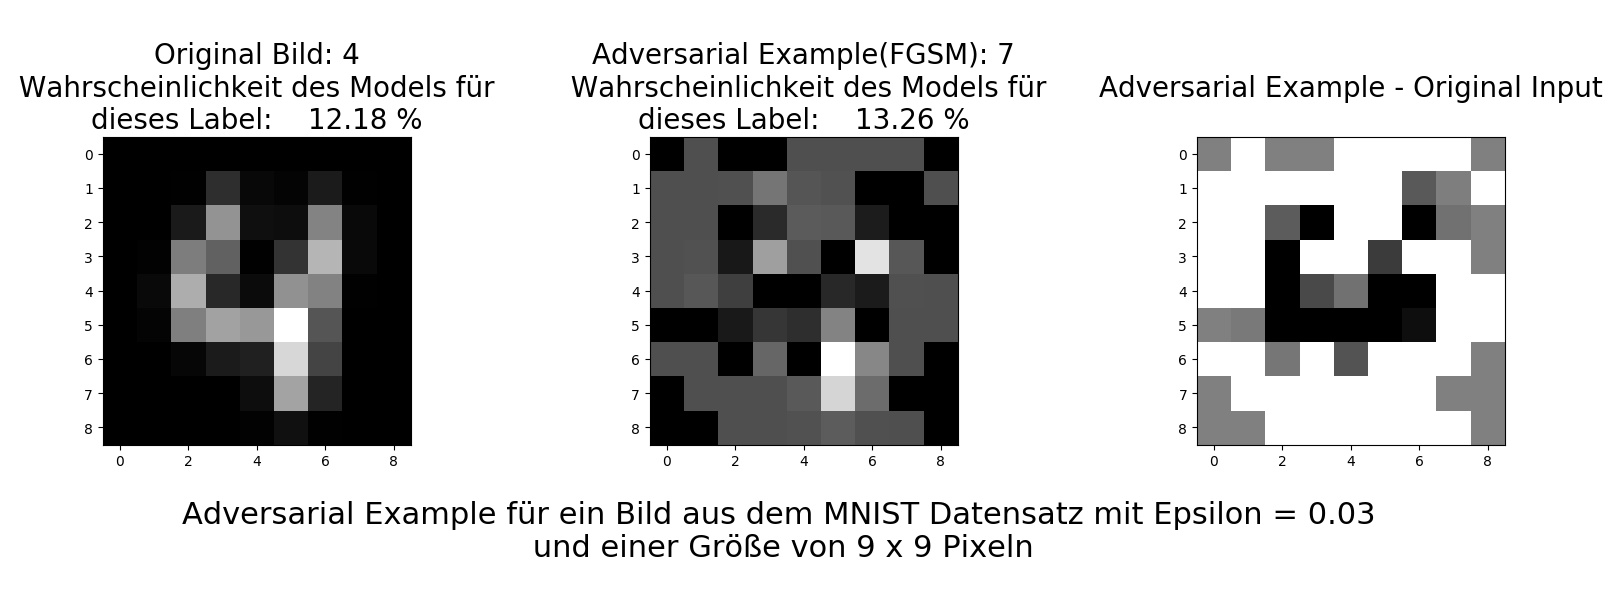 Original Bild: 4
Wahrscheinlichkeit des Models für
dieses Label: 12.18 %
0
1
2
3
4
5
6
7
8
0 2 4 6 8
Adversarial Example(FGSM): 7
Wahrscheinlichkeit des Models für
dieses Label: 13.26 %
0
1
2
3
4
5
6
7
8
0 2 4 6 8
Adversarial Example - Original Input
0
1
2
3
4
5
6
7
8
0 2 4 6 8
Adversarial Example für ein Bild aus dem MNIST Datensatz mit Epsilon = 0.03
und einer Größe von 9 x 9 Pixeln